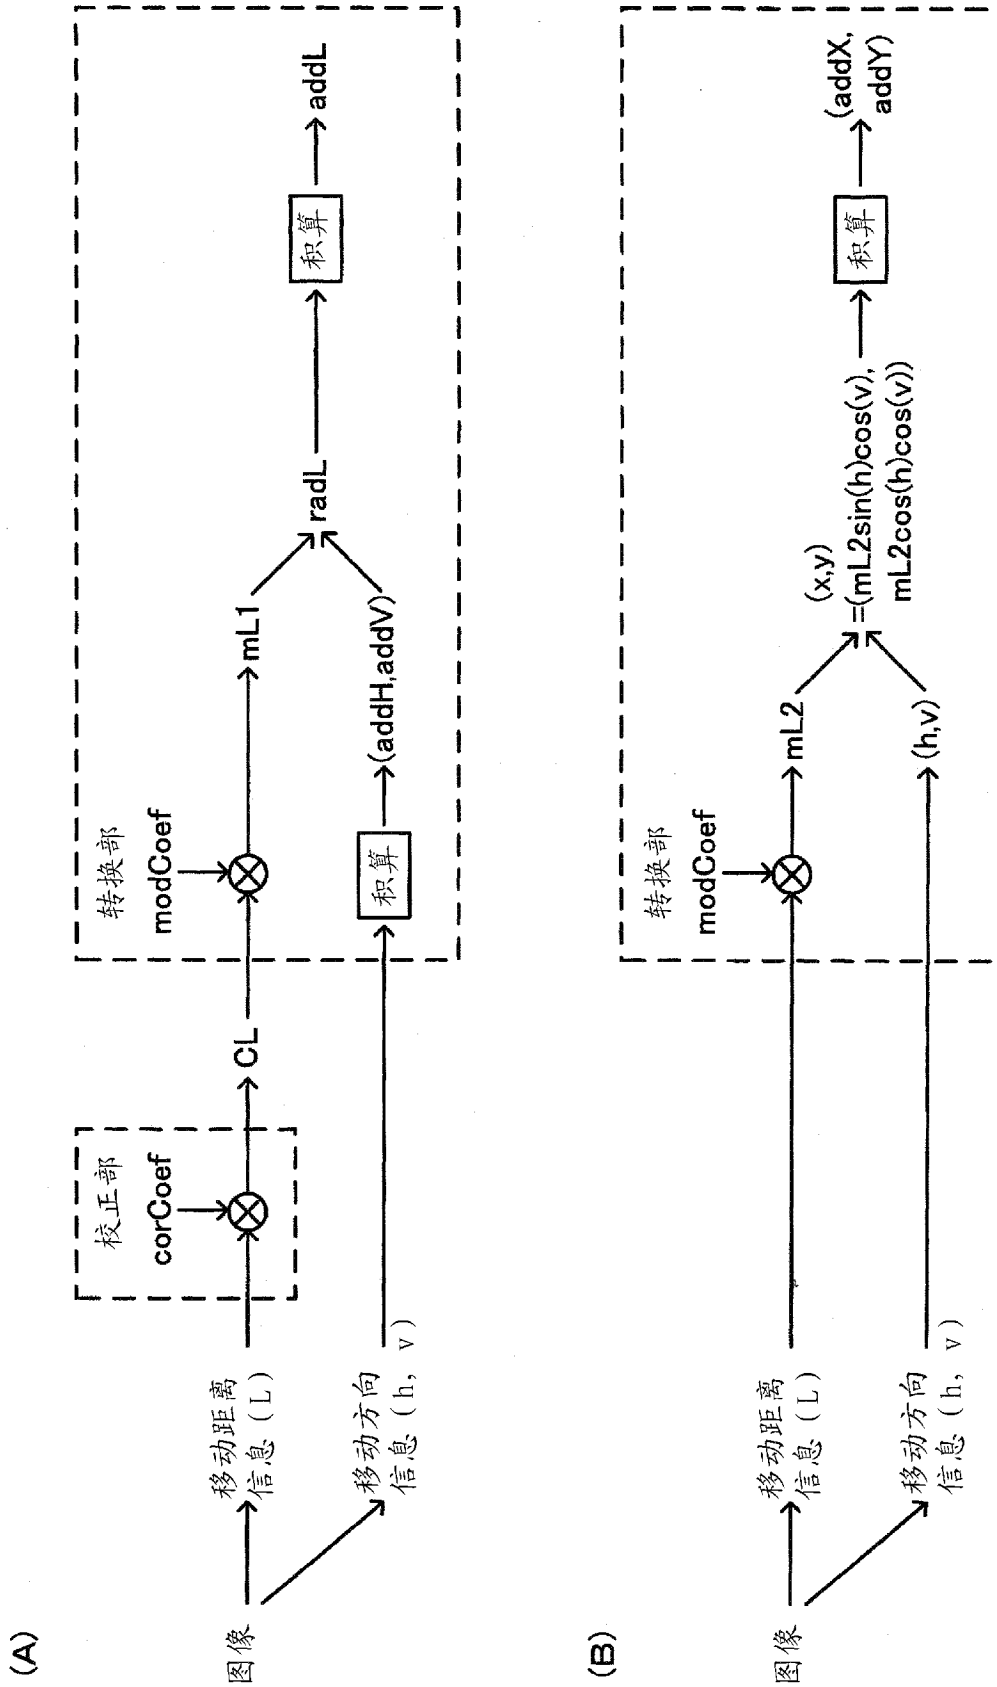 (A)
图像
移动距离
信息（L）
移动方向
信息（h，v）
校正部
corCoef
CL
转换部
modCoef
mL1
积算
(addH,addV)
radL
积算
addL
(B)
图像
移动距离
信息（L）
移动方向
信息（h，v）
转换部
modCoef
mL2
(h,v)
(x,y)
=(mL2sin(h)cos(v),
mL2cos(h)cos(v))
积算
(addX,
addY)